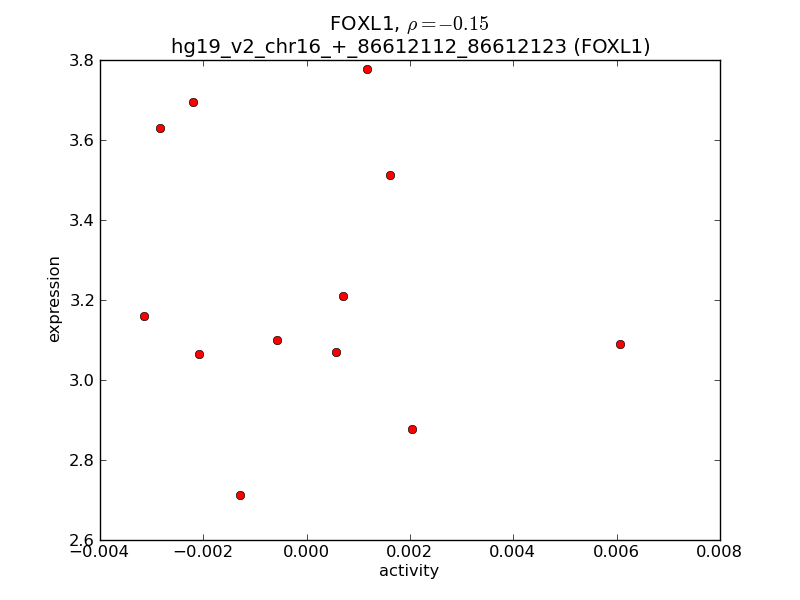 FOXL1, ρ = −0.15
hg19_v2_chr16_+_86612112_86612123 (FOXL1)
3.8
3.6
3.4
3.2
3.0
2.8
2.6
expression
−0.004 −0.002 0.000 0.002 0.004 0.006 0.008
activity